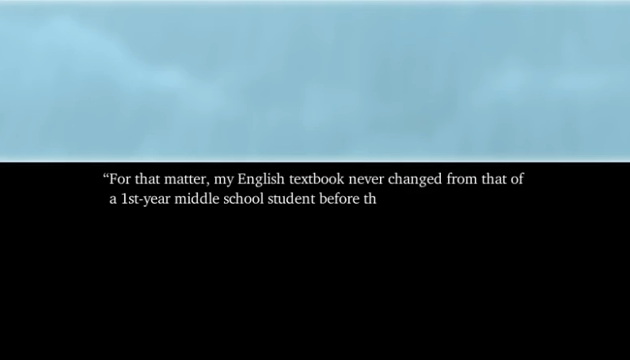 “For that matter, my English textbook never changed from that of
a 1st-year middle school student before th